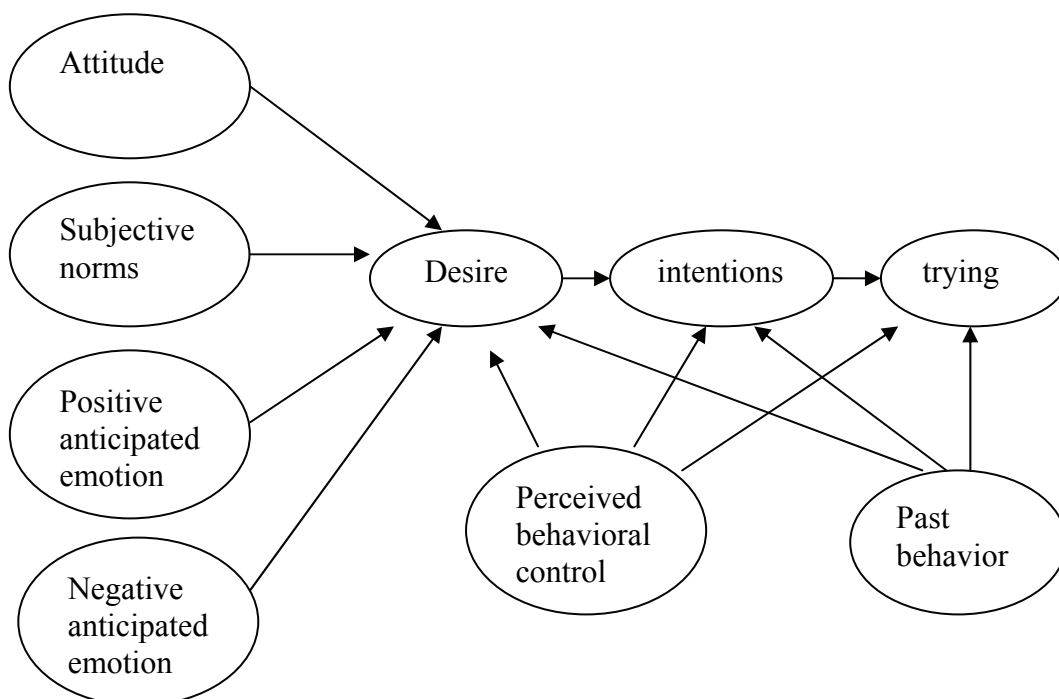 Attitude
Subjective
norms
Desire
intentions
trying
Positive
anticipated
emotion
Perceived
behavioral
control
Past
behavior
Negative
anticipated
emotion